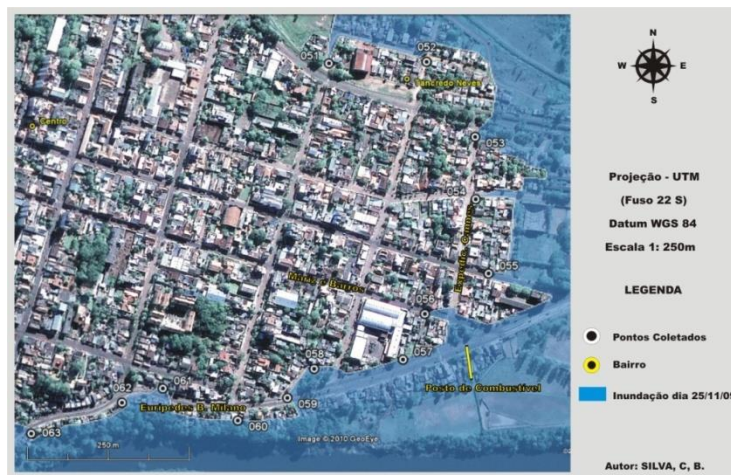 051
052
Tancredo Neves
Centro
053
054
055
Mauá e Barros
056
057
058
Posto de Combustível
059
060
061
062
063
Eurípedes B. Milano
250 m
Image © 2010 GeoEye
N
W
E
S
Projeção - UTM
(Fuso 22 S)
Datum WGS 84
Escala 1: 250m
LEGENDA
Pontos Coletados
Bairro
Inundação dia 25/11/09
Autor: SILVA, C, B.